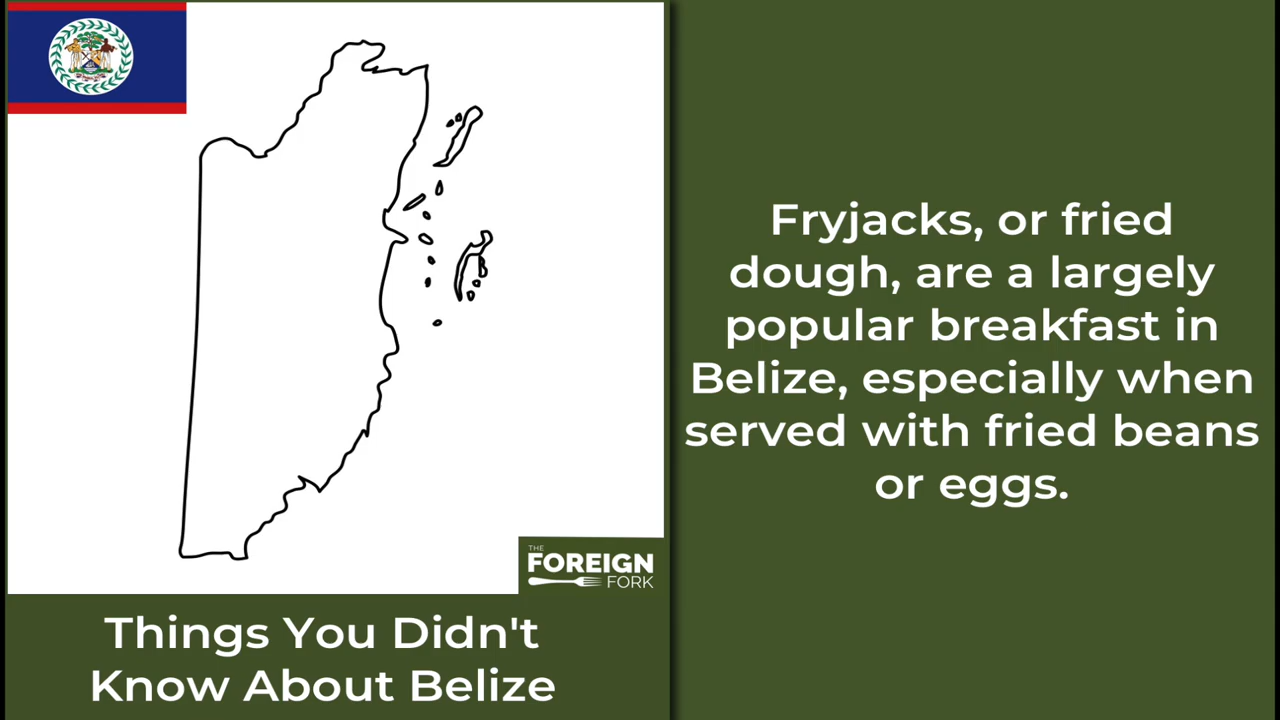 THE
FOREIGN
FORK
Things You Didn't
Know About Belize
Fryjacks, or fried
dough, are a largely
popular breakfast in
Belize, especially when
served with fried beans
or eggs.